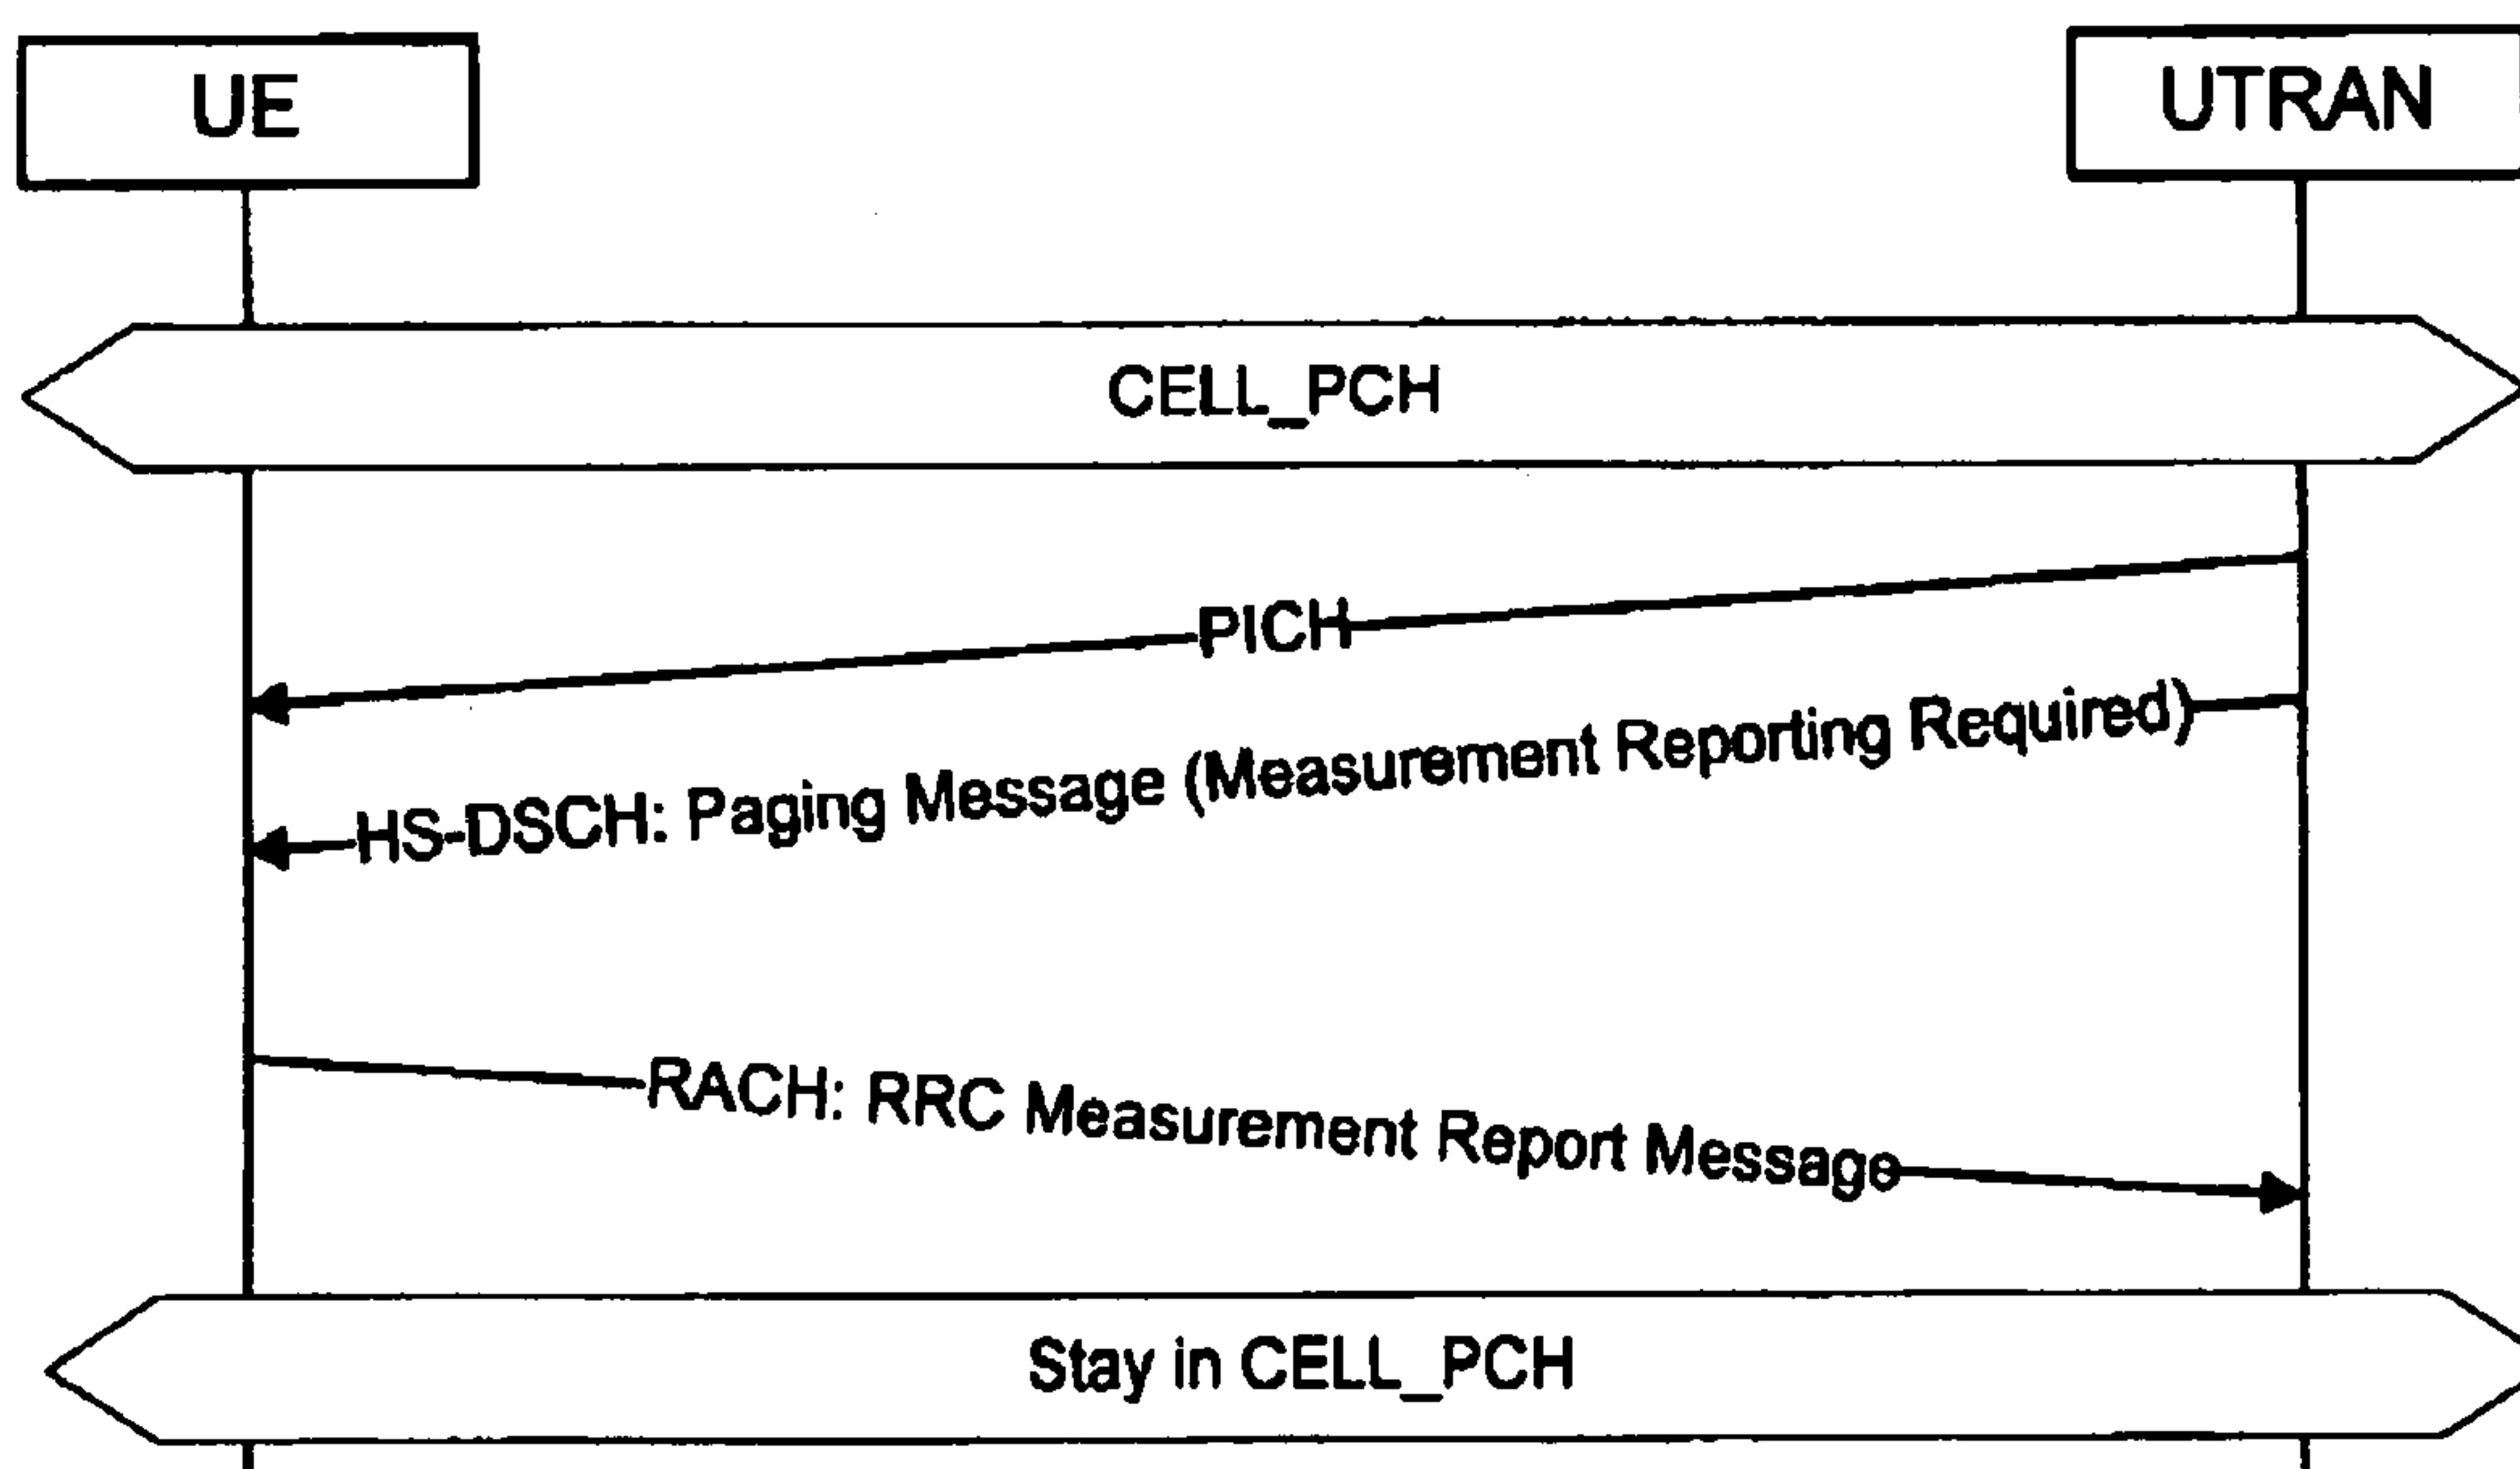 UE
UTRAN
CELL_PCH
PICH
HS-DSCH: Paging Message (Measurement Reporting Required)
RACH: RRC Measurement Report Message
Stay in CELL_PCH